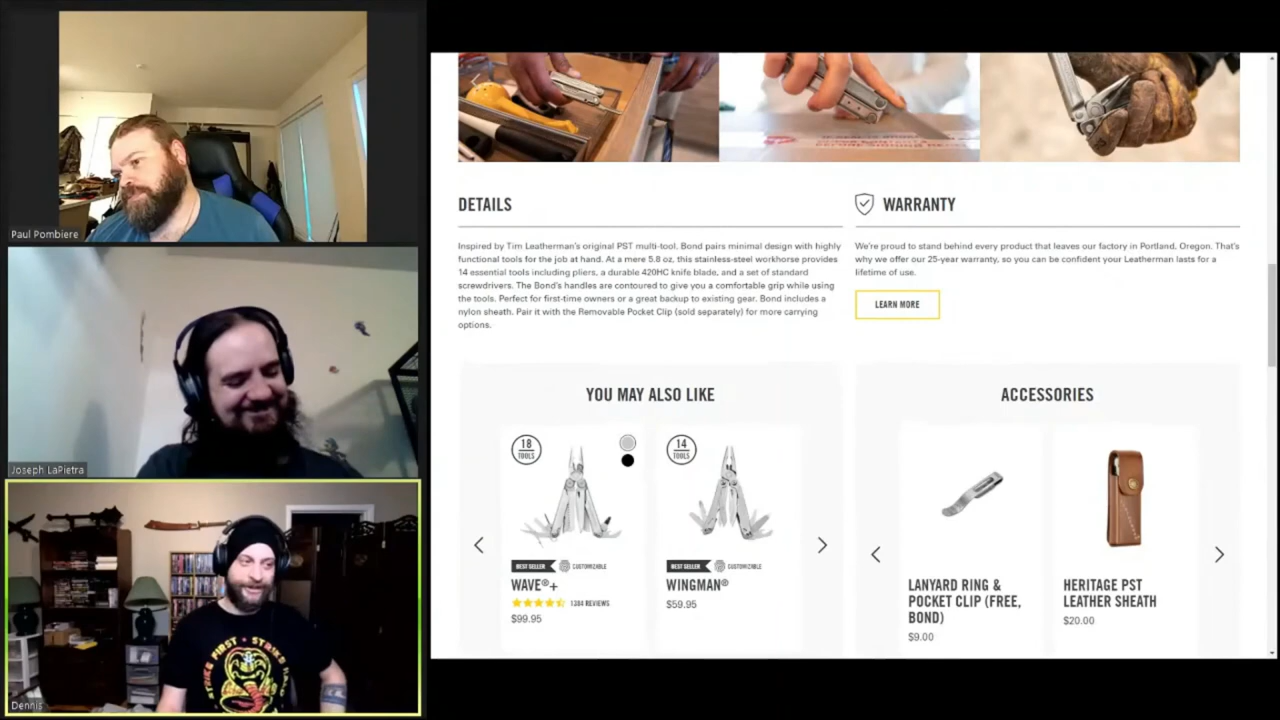 Paul Pombiere
Joseph LaPietra
Dennis
STRIKE FIRST • STRIKE HARD
DETAILS
Inspired by Tim Leatherman's original PST multi-tool. Bond pairs minimal design with highly
functional tools for the job at hand. At a mere 5.8 oz, this stainless-steel workhorse provides
14 essential tools including pliers, a durable 420HC knife blade, and a set of standard
screwdrivers. The Bond's handles are contoured to give you a comfortable grip while using
the tools. Perfect for first-time owners or a great backup to existing gear. Bond includes a
nylon sheath. Pair it with the Removable Pocket Clip (sold separately) for more carrying
options.
WARRANTY
We're proud to stand behind every product that leaves our factory in Portland, Oregon. That's
why we offer our 25-year warranty, so you can be confident your Leatherman lasts for a
lifetime of use.
LEARN MORE
YOU MAY ALSO LIKE
18
TOOLS
BEST SELLER
CUSTOMIZABLE
WAVE®+
1384 REVIEWS
$99.95
14
TOOLS
BEST SELLER
CUSTOMIZABLE
WINGMAN®
$59.95
ACCESSORIES
LANYARD RING &
POCKET CLIP (FREE,
BOND)
$9.00
HERITAGE PST
LEATHER SHEATH
$20.00